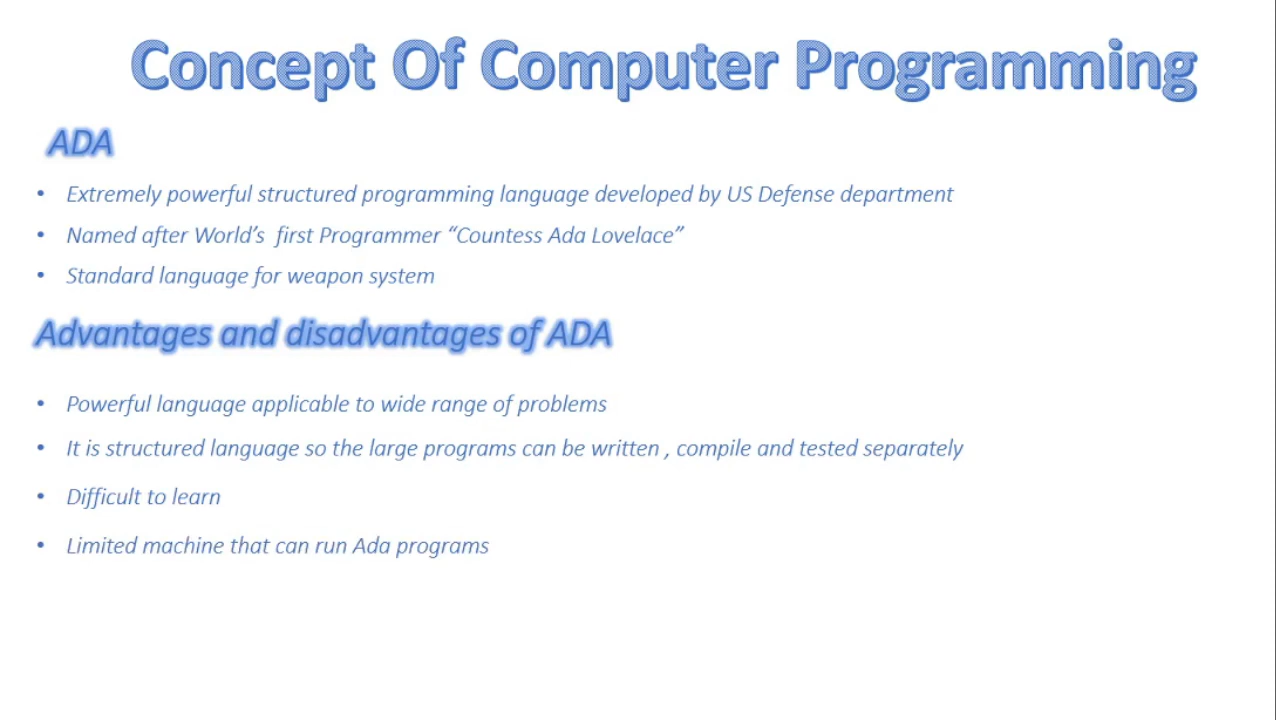 Concept Of Computer Programming
ADA
• Extremely powerful structured programming language developed by US Defense department
• Named after World’s first Programmer “Countess Ada Lovelace”
• Standard language for weapon system
Advantages and disadvantages of ADA
• Powerful language applicable to wide range of problems
• It is structured language so the large programs can be written , compile and tested separately
• Difficult to learn
• Limited machine that can run Ada programs